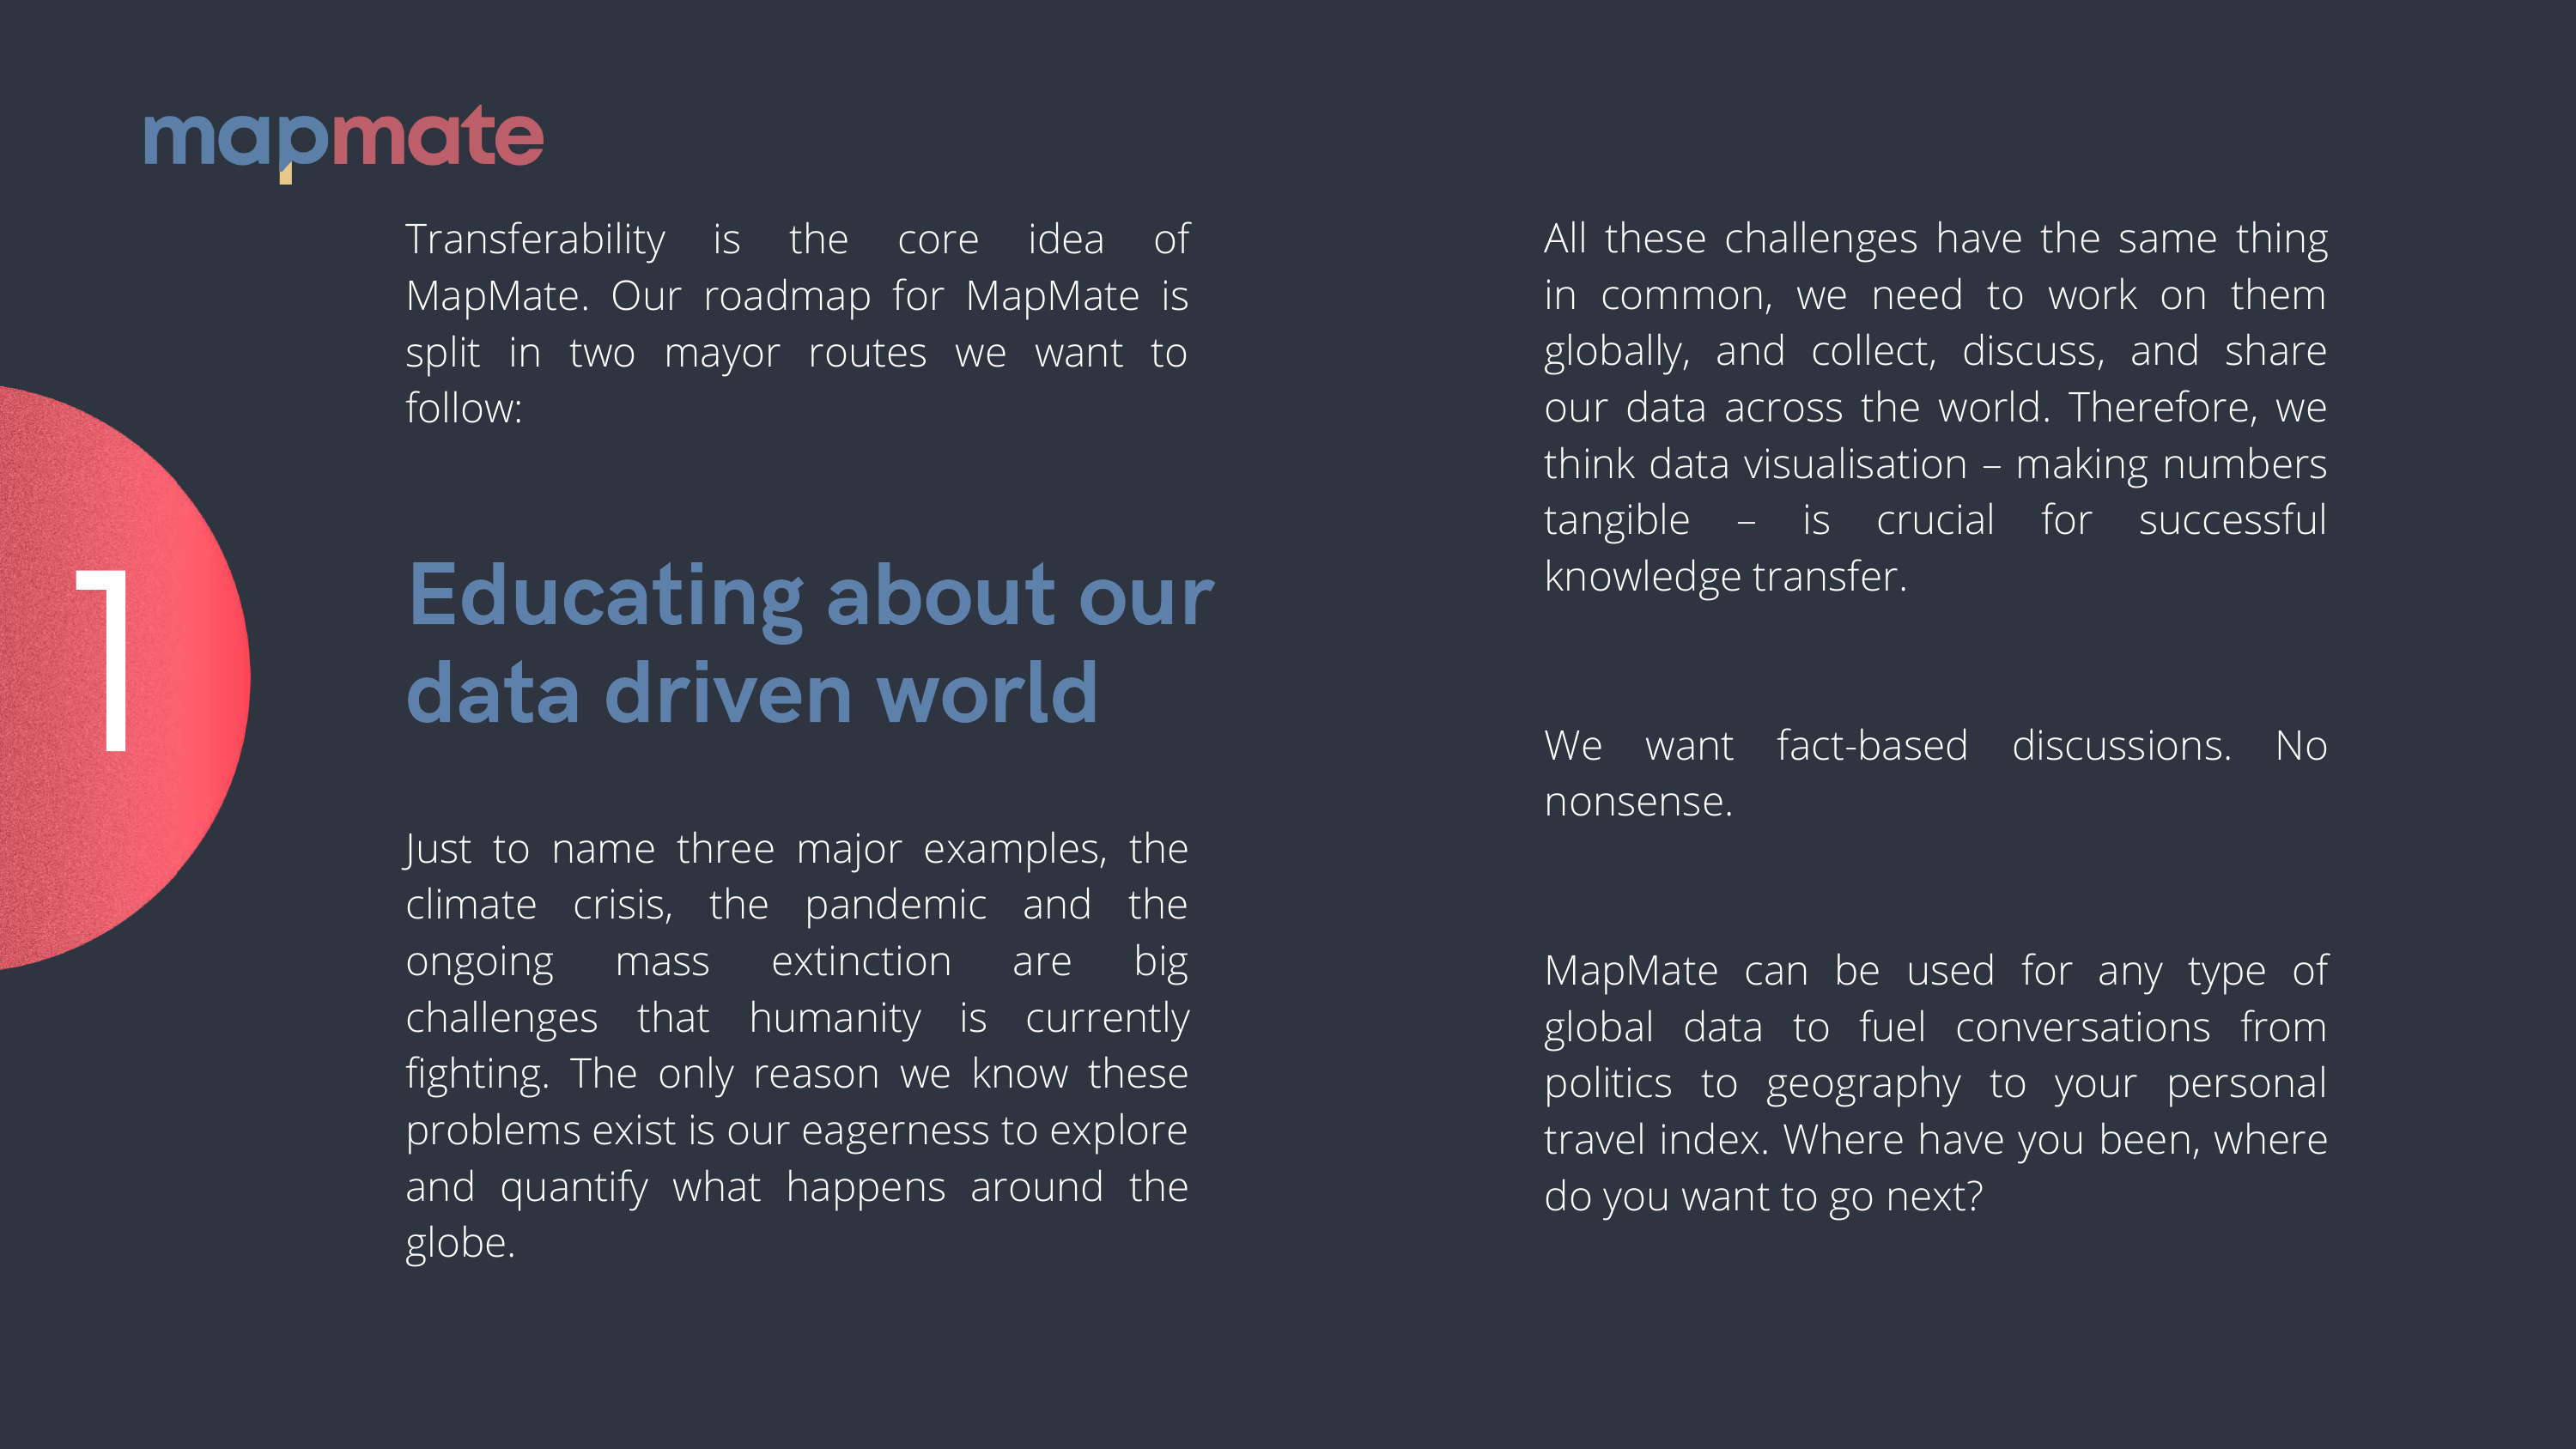 mapmate
Transferability is the core idea of
MapMate. Our roadmap for MapMate is
split in two mayor routes we want to
follow:
1
Educating about our
data driven world
Just to name three major examples, the
climate crisis, the pandemic and the
ongoing mass extinction are big
challenges that humanity is currently
fighting. The only reason we know these
problems exist is our eagerness to explore
and quantify what happens around the
globe.
All these challenges have the same thing
in common, we need to work on them
globally, and collect, discuss, and share
our data across the world. Therefore, we
think data visualisation – making numbers
tangible – is crucial for successful
knowledge transfer.
We want fact-based discussions. No
nonsense.
MapMate can be used for any type of
global data to fuel conversations from
politics to geography to your personal
travel index. Where have you been, where
do you want to go next?